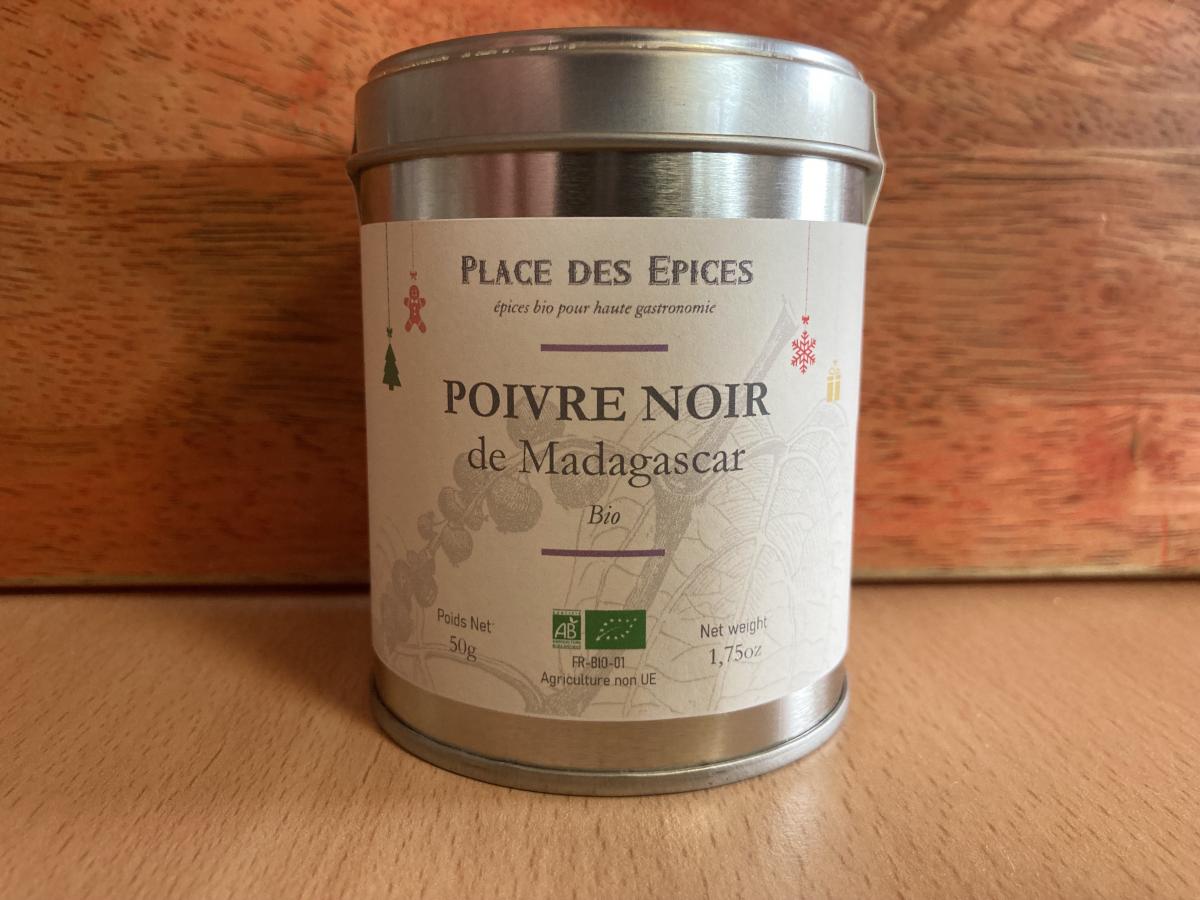 PLACE DES EPICES
épices bio pour haute gastronomie
POIVRE NOIR
de Madagascar
Bio
Poids Net
50g
AB
FR-BIO-01
Agriculture non UE
Net weight
1,75oz